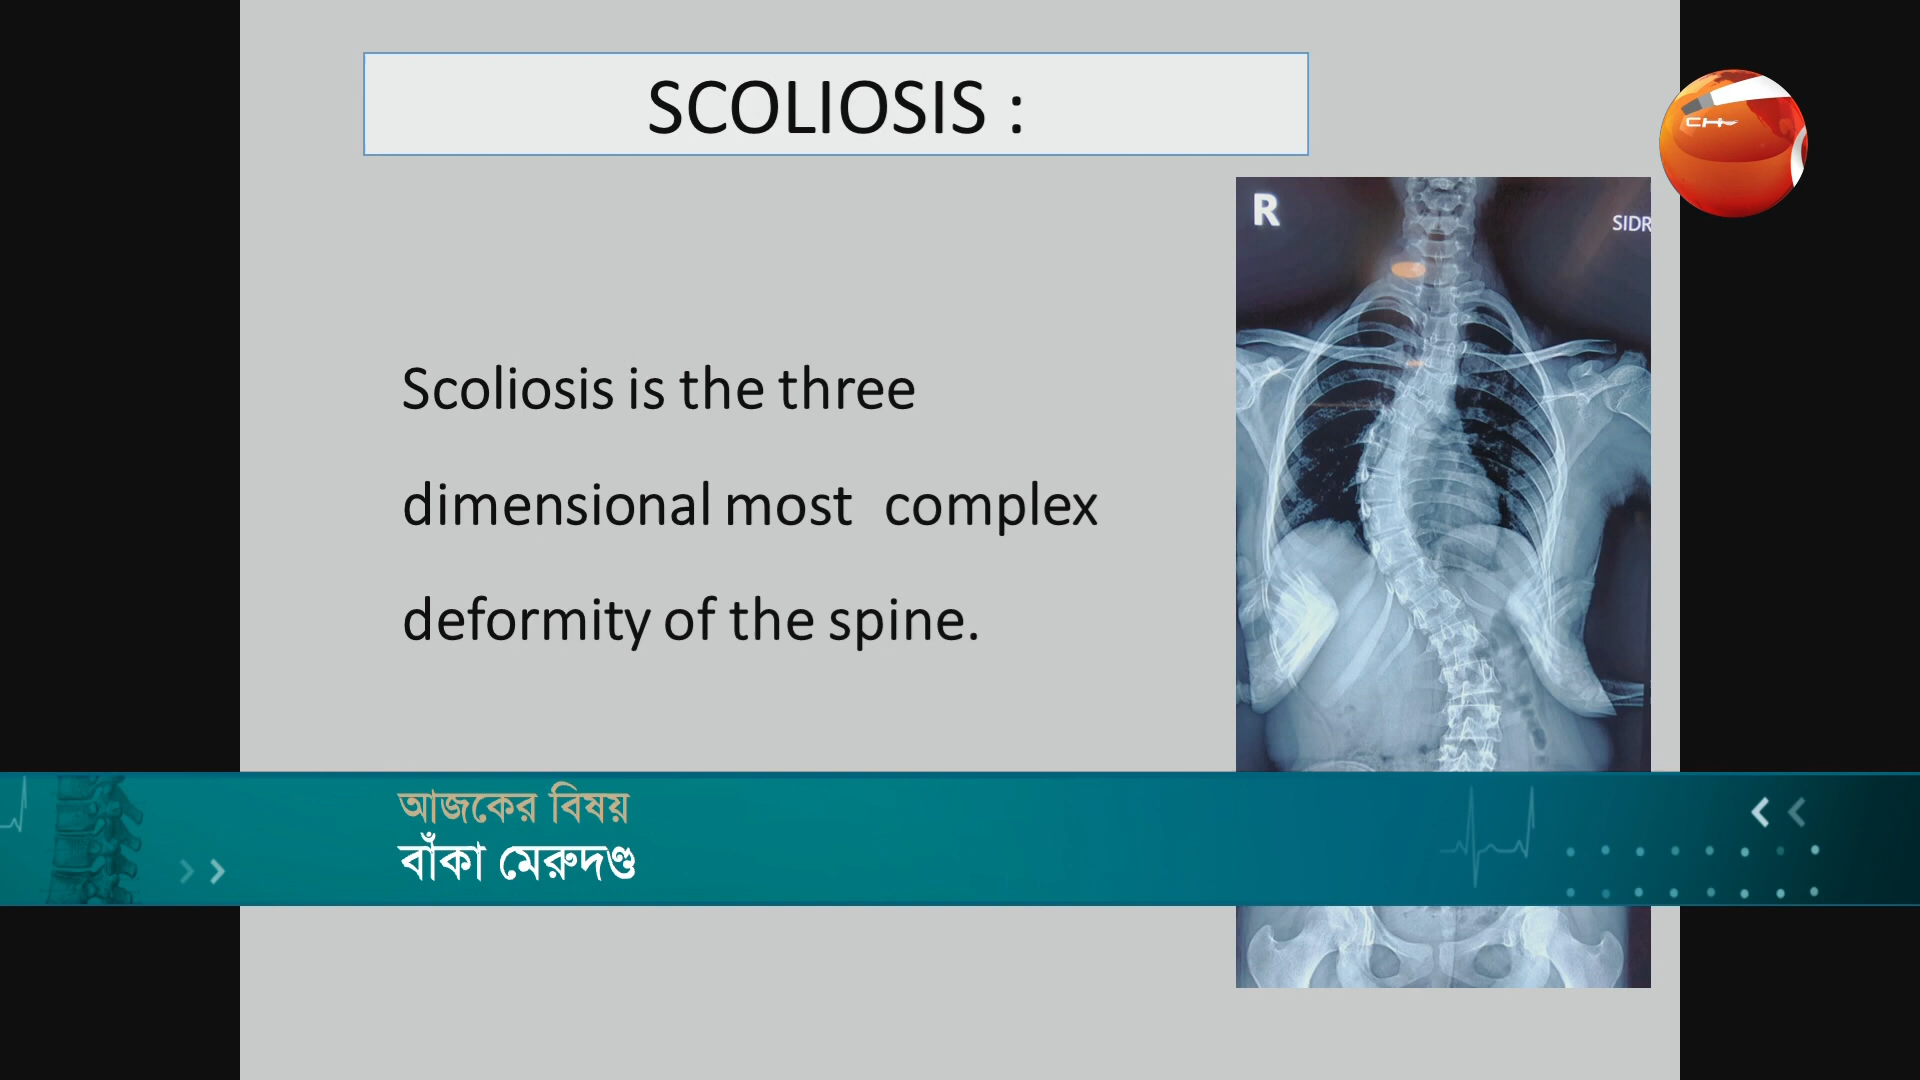 SCOLIOSIS :
R
SIDR
Scoliosis is the three
dimensional most complex
deformity of the spine.
আজকের বিষয়
বাঁকা মেরুদণ্ড